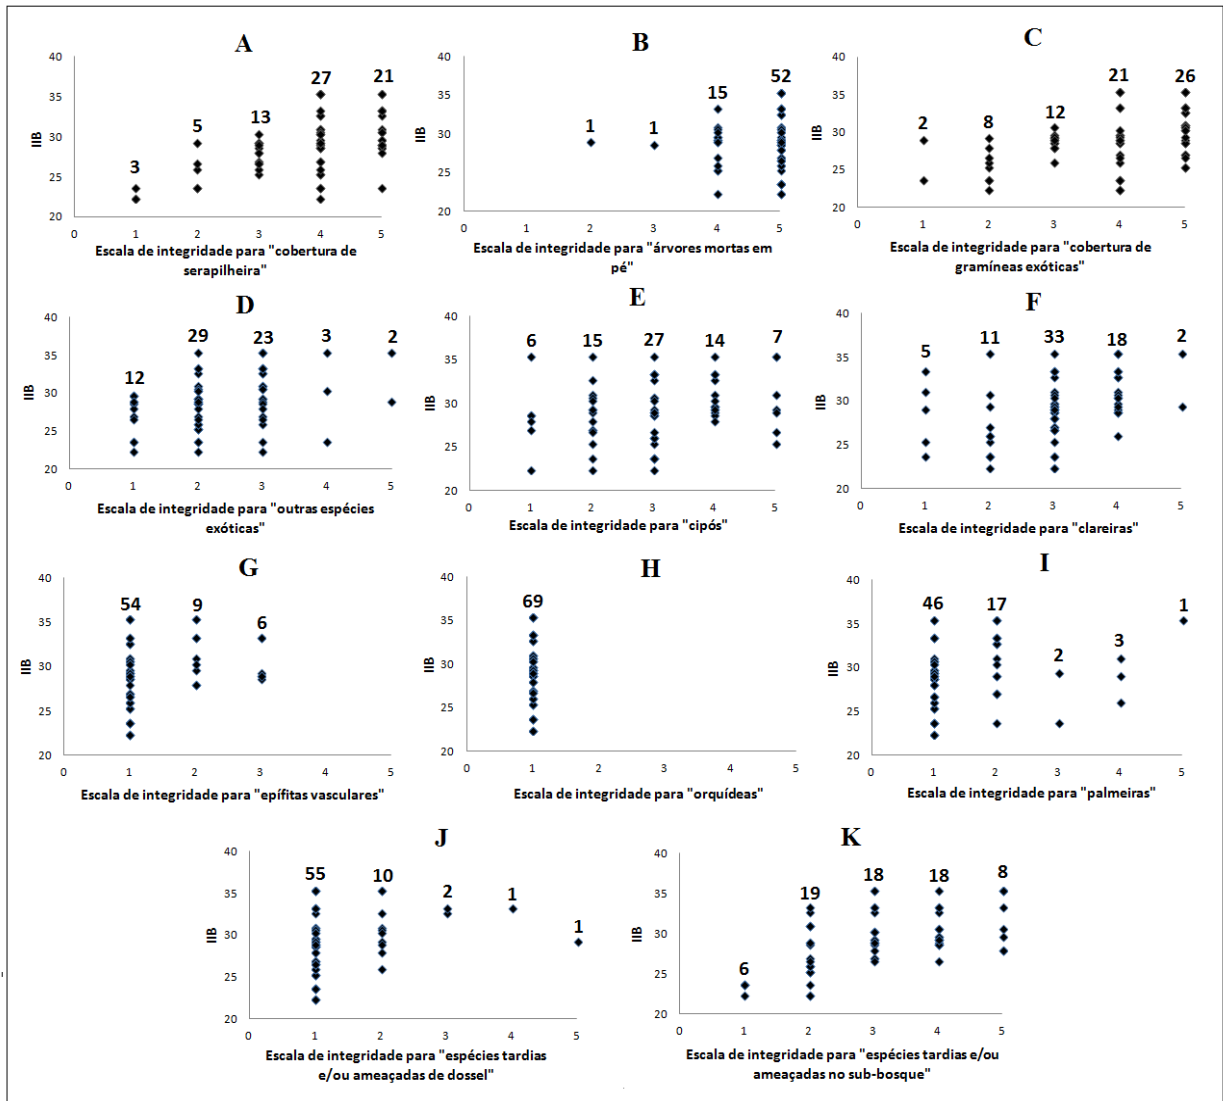 A
40
35
30
25
20
IIB
3
5
13
27
21
0 1 2 3 4 5
Escala de integridade para "cobertura de
serapilheira"
B
40
35
30
25
20
IIB
1
1
15
52
0 1 2 3 4 5
Escala de integridade para "árvores mortas em
pé"
C
40
35
30
25
20
IIB
2
8
12
21
26
0 1 2 3 4 5
Escala de integridade para "cobertura de
gramíneas exóticas"
D
40
35
30
25
20
IIB
12
29
23
3
2
0 1 2 3 4 5
Escala de integridade para "outras espécies
exóticas"
E
40
35
30
25
20
IIB
6
15
27
14
7
0 1 2 3 4 5
Escala de integridade para "cipós"
F
40
35
30
25
20
IIB
5
11
33
18
2
0 1 2 3 4 5
Escala de integridade para "clareiras"
G
40
35
30
25
20
IIB
54
9
6
0 1 2 3 4 5
Escala de integridade para "epífitas vasculares"
H
40
35
30
25
20
IIB
69
0 1 2 3 4 5
Escala de integridade para "orquídeas"
I
40
35
30
25
20
IIB
46
17
2
3
1
0 1 2 3 4 5
Escala de integridade para "palmeiras"
J
40
35
30
25
20
IIB
55
10
2
1
1
0 1 2 3 4 5
Escala de integridade para "espécies tardias
e/ou ameaçadas de dossel"
K
40
35
30
25
20
IIB
6
19
18
18
8
0 1 2 3 4 5
Escala de integridade para "espécies tardias e/ou
ameaçadas no sub-bosque"